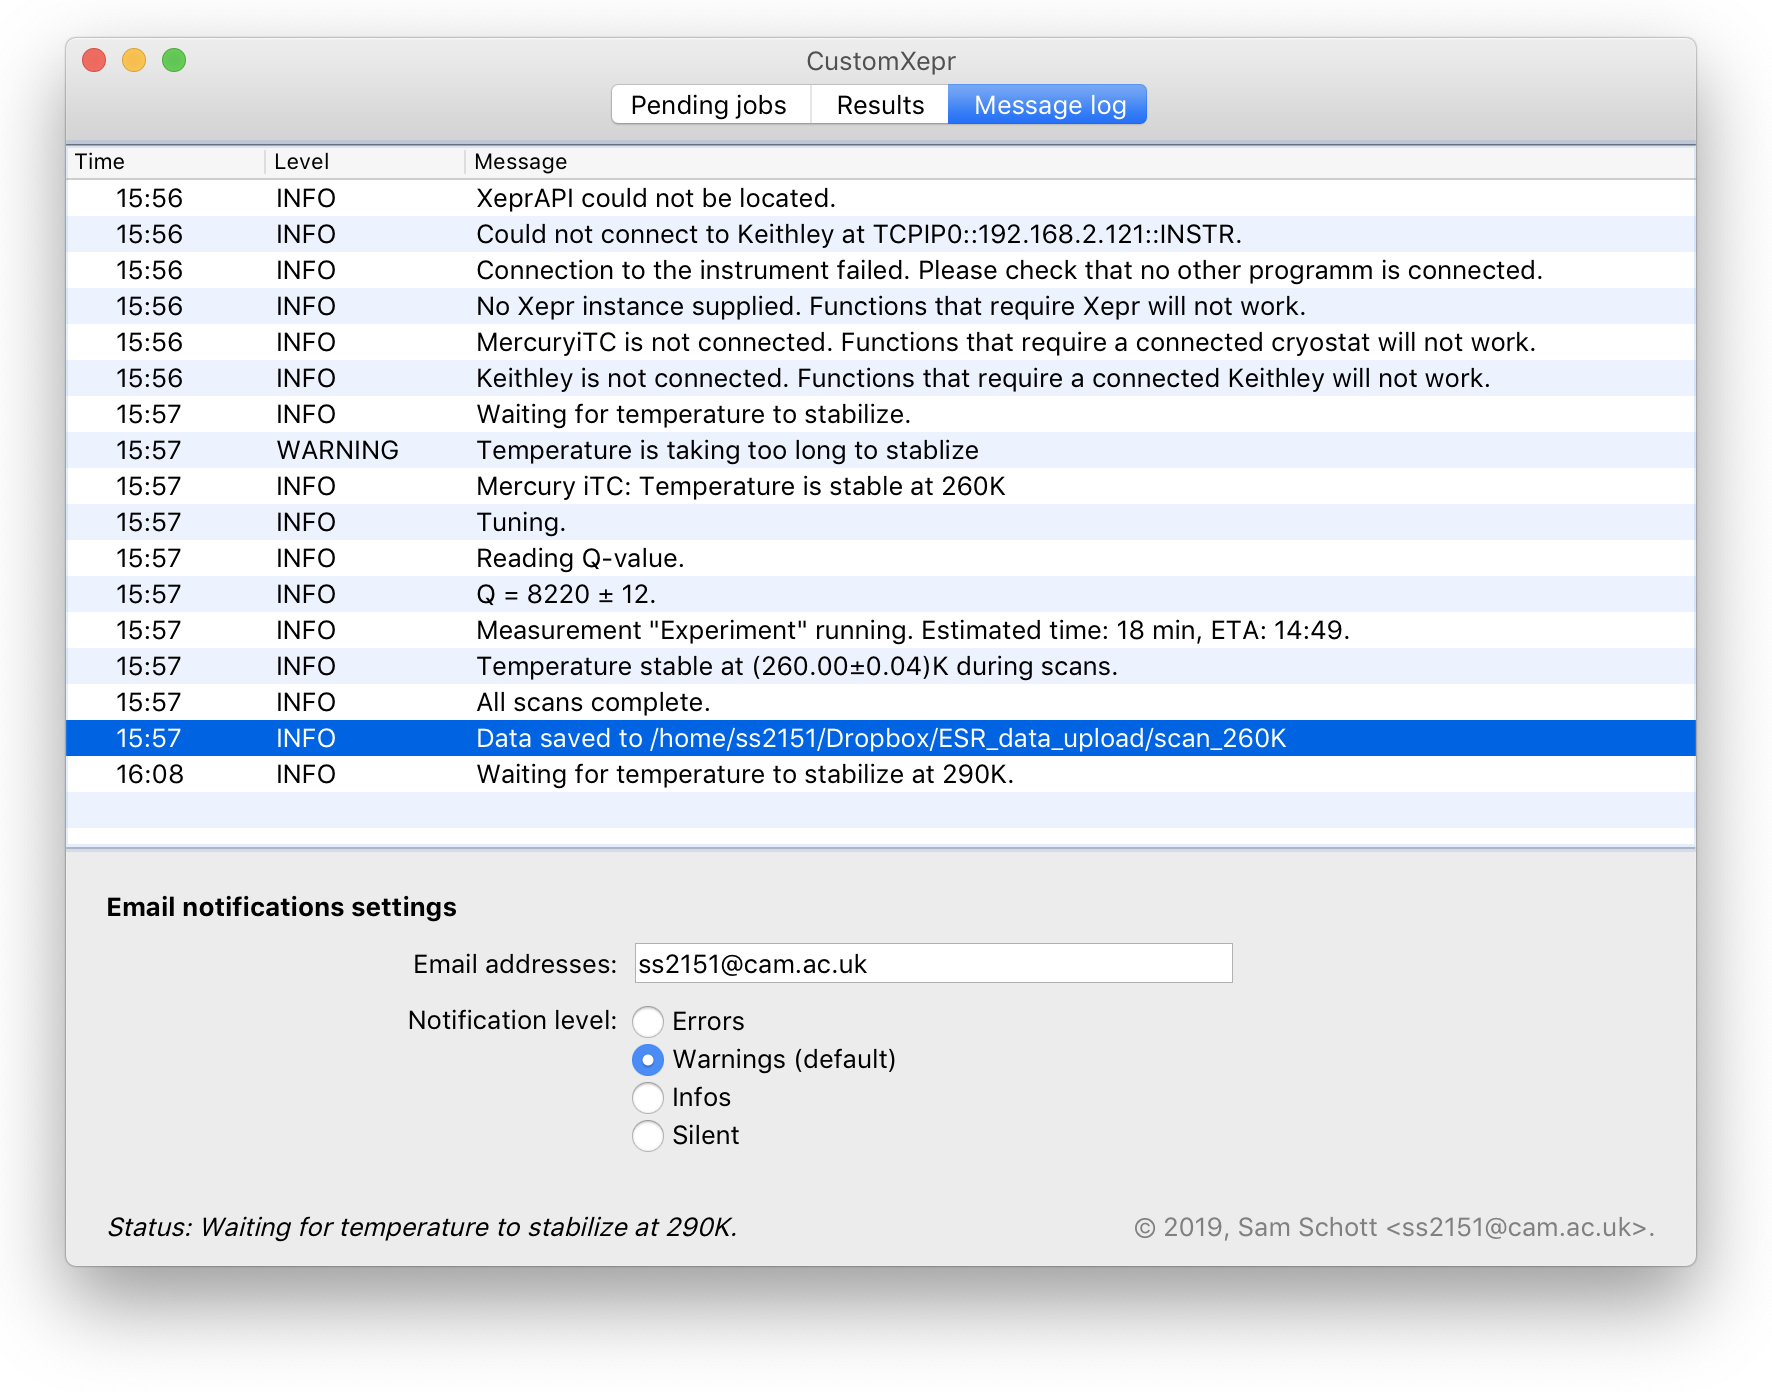 CustomXepr
Pending jobs Results Message log
Time Level Message
15:56 INFO XeprAPI could not be located.
15:56 INFO Could not connect to Keithley at TCPIP0::192.168.2.121::INSTR.
15:56 INFO Connection to the instrument failed. Please check that no other programm is connected.
15:56 INFO No Xepr instance supplied. Functions that require Xepr will not work.
15:56 INFO MercuryiTC is not connected. Functions that require a connected cryostat will not work.
15:56 INFO Keithley is not connected. Functions that require a connected Keithley will not work.
15:57 INFO Waiting for temperature to stabilize.
15:57 WARNING Temperature is taking too long to stablize
15:57 INFO Mercury iTC: Temperature is stable at 260K
15:57 INFO Tuning.
15:57 INFO Reading Q-value.
15:57 INFO Q = 8220 ± 12.
15:57 INFO Measurement "Experiment" running. Estimated time: 18 min, ETA: 14:49.
15:57 INFO Temperature stable at (260.00±0.04)K during scans.
15:57 INFO All scans complete.
15:57 INFO Data saved to /home/ss2151/Dropbox/ESR_data_upload/scan_260K
16:08 INFO Waiting for temperature to stabilize at 290K.
Email notifications settings
Email addresses: ss2151@cam.ac.uk
Notification level: Errors
Warnings (default)
Infos
Silent
Status: Waiting for temperature to stabilize at 290K. © 2019, Sam Schott <ss2151@cam.ac.uk>.